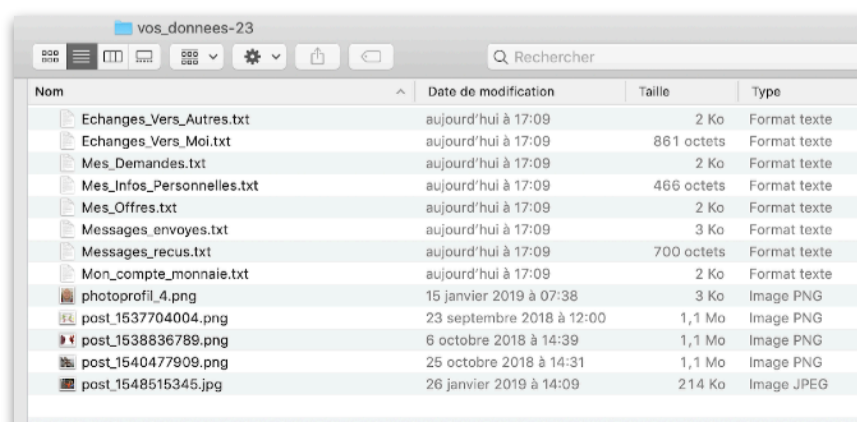 vos_donnees-23
Rechercher
Nom Date de modification Taille Type
Echanges_Vers_Autres.txt aujourd'hui à 17:09 2 Ko Format texte
Echanges_Vers_Moi.txt aujourd'hui à 17:09 861 octets Format texte
Mes_Demandes.txt aujourd'hui à 17:09 2 Ko Format texte
Mes_Infos_Personnelles.txt aujourd'hui à 17:09 466 octets Format texte
Mes_Offres.txt aujourd'hui à 17:09 2 Ko Format texte
Messages_envoyes.txt aujourd'hui à 17:09 3 Ko Format texte
Messages_recus.txt aujourd'hui à 17:09 700 octets Format texte
Mon_compte_monnaie.txt aujourd'hui à 17:09 2 Ko Format texte
photoprofil_4.png 15 janvier 2019 à 07:38 3 Ko Image PNG
post_1537704004.png 23 septembre 2018 à 12:00 1,1 Mo Image PNG
post_1538836789.png 6 octobre 2018 à 14:39 1,1 Mo Image PNG
post_1540477909.png 25 octobre 2018 à 14:31 1,1 Mo Image PNG
post_1548515345.jpg 26 janvier 2019 à 14:09 214 Ko Image JPEG